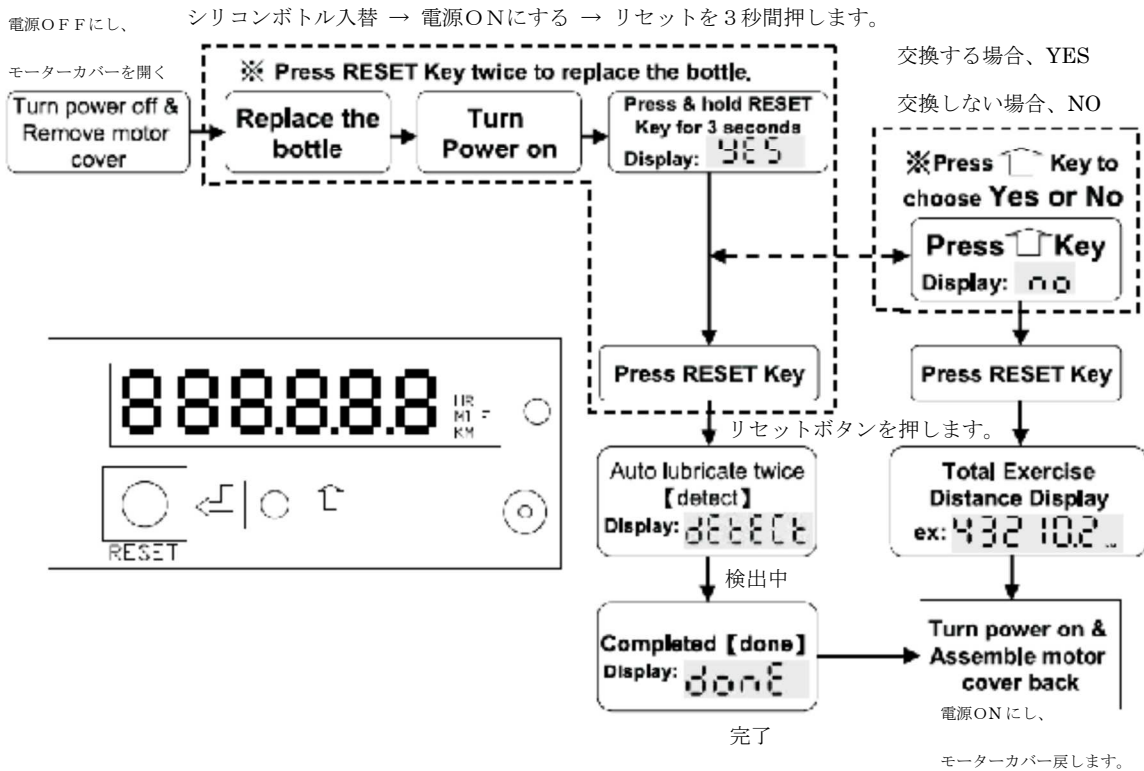 電源OFFにし、
モーターカバーを開く
シリコンボトル入替 → 電源ONにする → リセットを3秒間押します。
交換する場合、YES
交換しない場合、NO
※ Press RESET Key twice to replace the bottle.
Turn power off &
Remove motor
cover
Replace the
bottle
Turn
Power on
Press & hold RESET
Key for 3 seconds
Display: YES
※Press ⇧ Key to
choose Yes or No
Press ⇧ Key
Display: no
Press RESET Key
Press RESET Key
リセットボタンを押します。
888.8.8.8
HR
KM
RESET
Auto lubricate twice
【detect】
Display: dEtECt
検出中
Total Exercise
Distance Display
ex: 43210.2
Completed【done】
Display: donE
完了
Turn power on &
Assemble motor
cover back
電源ONにし、
モーターカバー戻します。